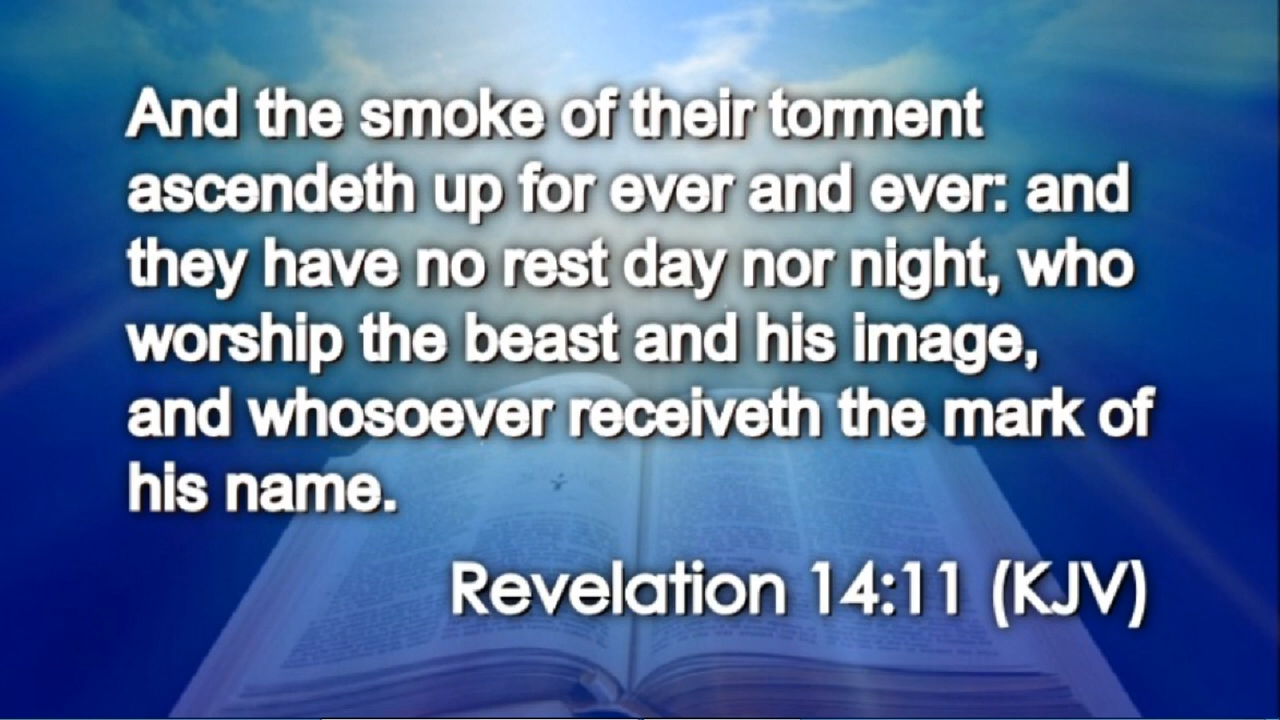 And the smoke of their torment
ascendeth up for ever and ever: and
they have no rest day nor night, who
worship the beast and his image,
and whosoever receiveth the mark of
his name.
Revelation 14:11 (KJV)